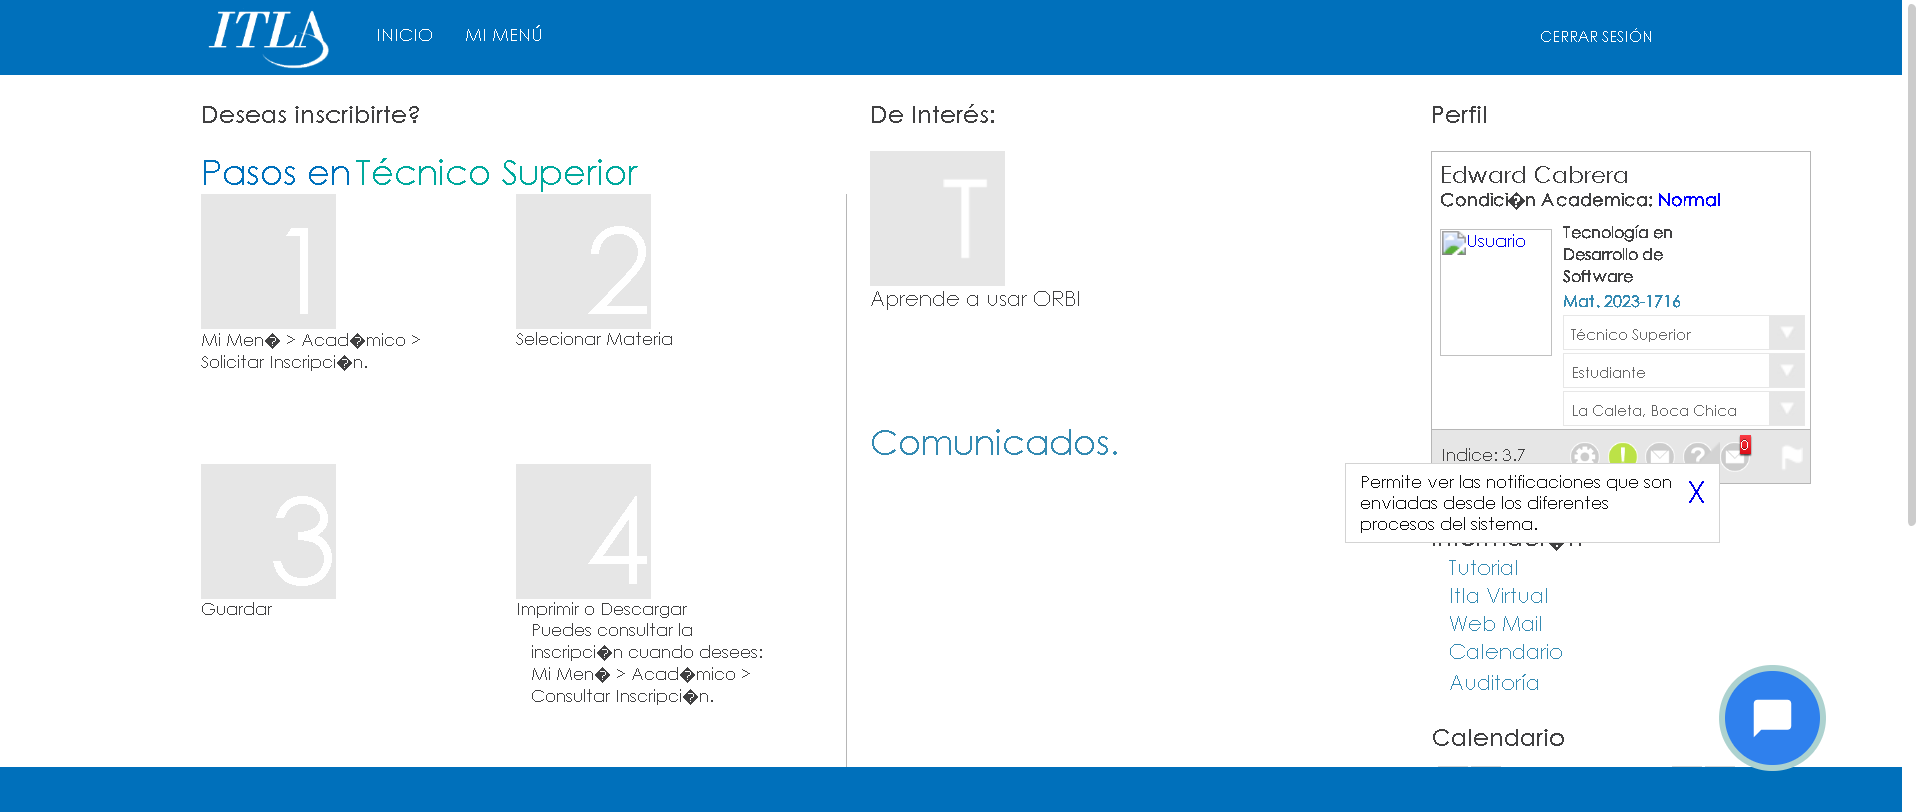 ITLA
INICIO
MI MENÚ
CERRAR SESIÓN
Deseas inscribirte?
Pasos en Técnico Superior
1
Mi Men� > Acad�mico >
Solicitar Inscripci�n.
2
Selecionar Materia
3
Guardar
4
Imprimir o Descargar
Puedes consultar la
inscripci�n cuando desees:
Mi Men� > Acad�mico >
Consultar Inscripci�n.
De Interés:
T
Aprende a usar ORBI
Comunicados.
Perfil
Edward Cabrera
Condici�n Academica: Normal
Usuario
Tecnología en
Desarrollo de
Software
Mat. 2023-1716
Técnico Superior
Estudiante
La Caleta, Boca Chica
Indice: 3.7
0
Permite ver las notificaciones que son
enviadas desde los diferentes
procesos del sistema.
X
Tutorial
Itla Virtual
Web Mail
Calendario
Auditoría
Calendario